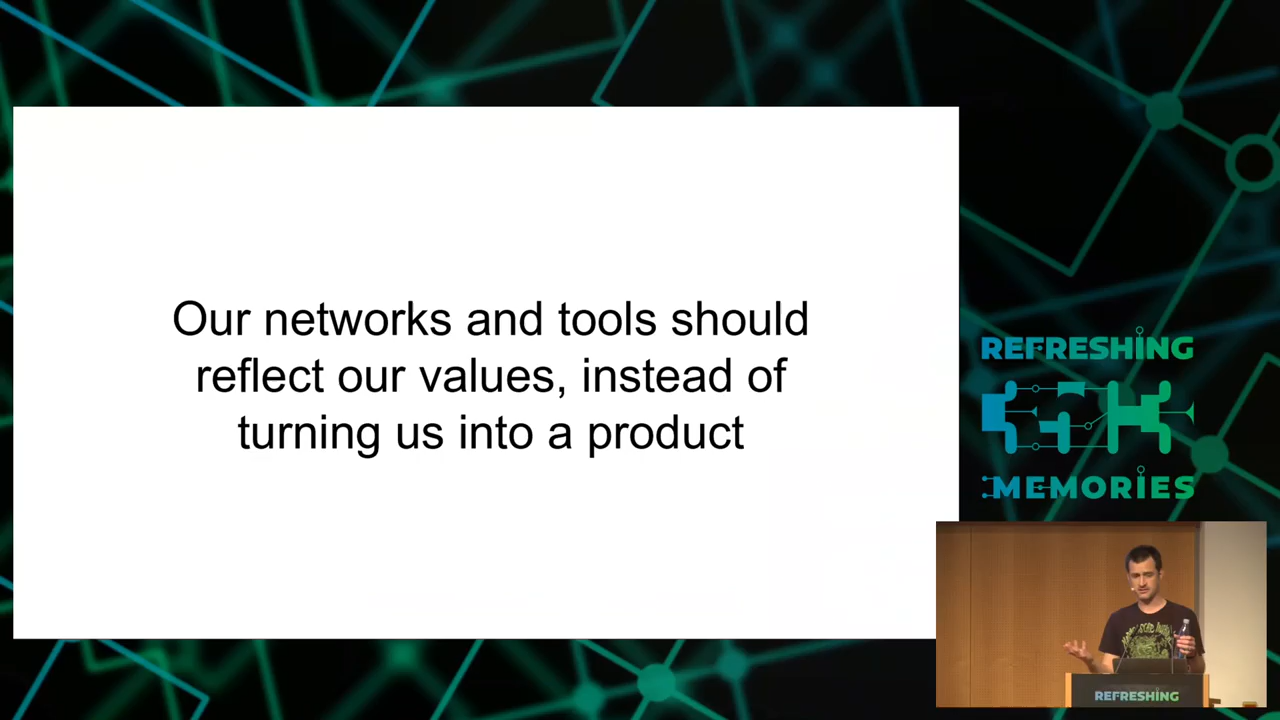 Our networks and tools should
reflect our values, instead of
turning us into a product
REFRESHING
MEMORIES
REFRESHING